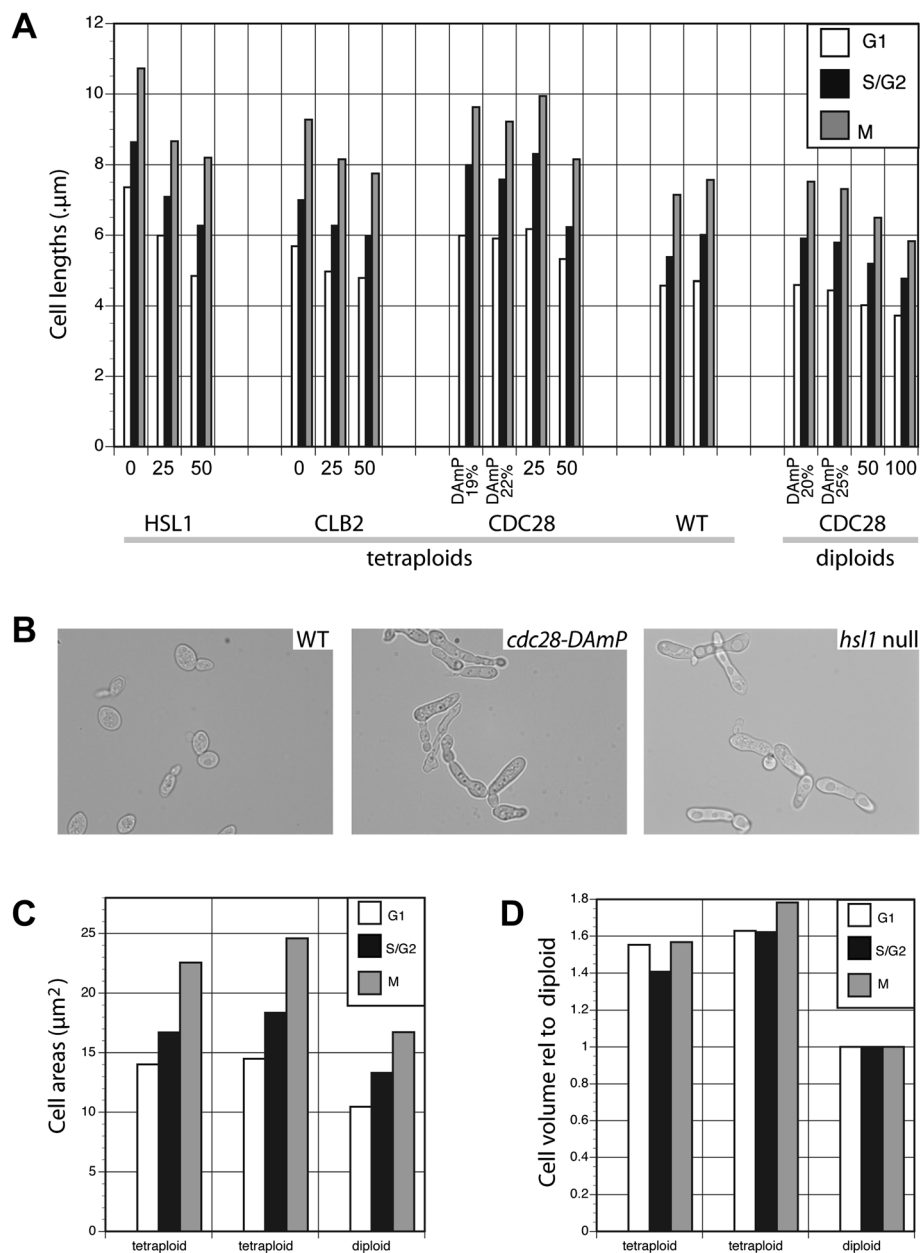 A
12
10
8
6
4
2
0
Cell lengths (.µm)
G1
S/G2
M
0 25 50 0 25 50 DAmP 19% DAmP 22% 25 50 DAmP 20% DAmP 25% 50 100
HSL1 CLB2 CDC28 WT CDC28
tetraploids diploids
B
WT cdc28-DAmP hsl1 null
C
25
20
15
10
5
0
Cell areas (µm2)
G1
S/G2
M
tetraploid tetraploid diploid
D
1.8
1.6
1.4
1.2
1
0.8
0.6
0.4
0.2
0
Cell volume rel to diploid
G1
S/G2
M
tetraploid tetraploid diploid